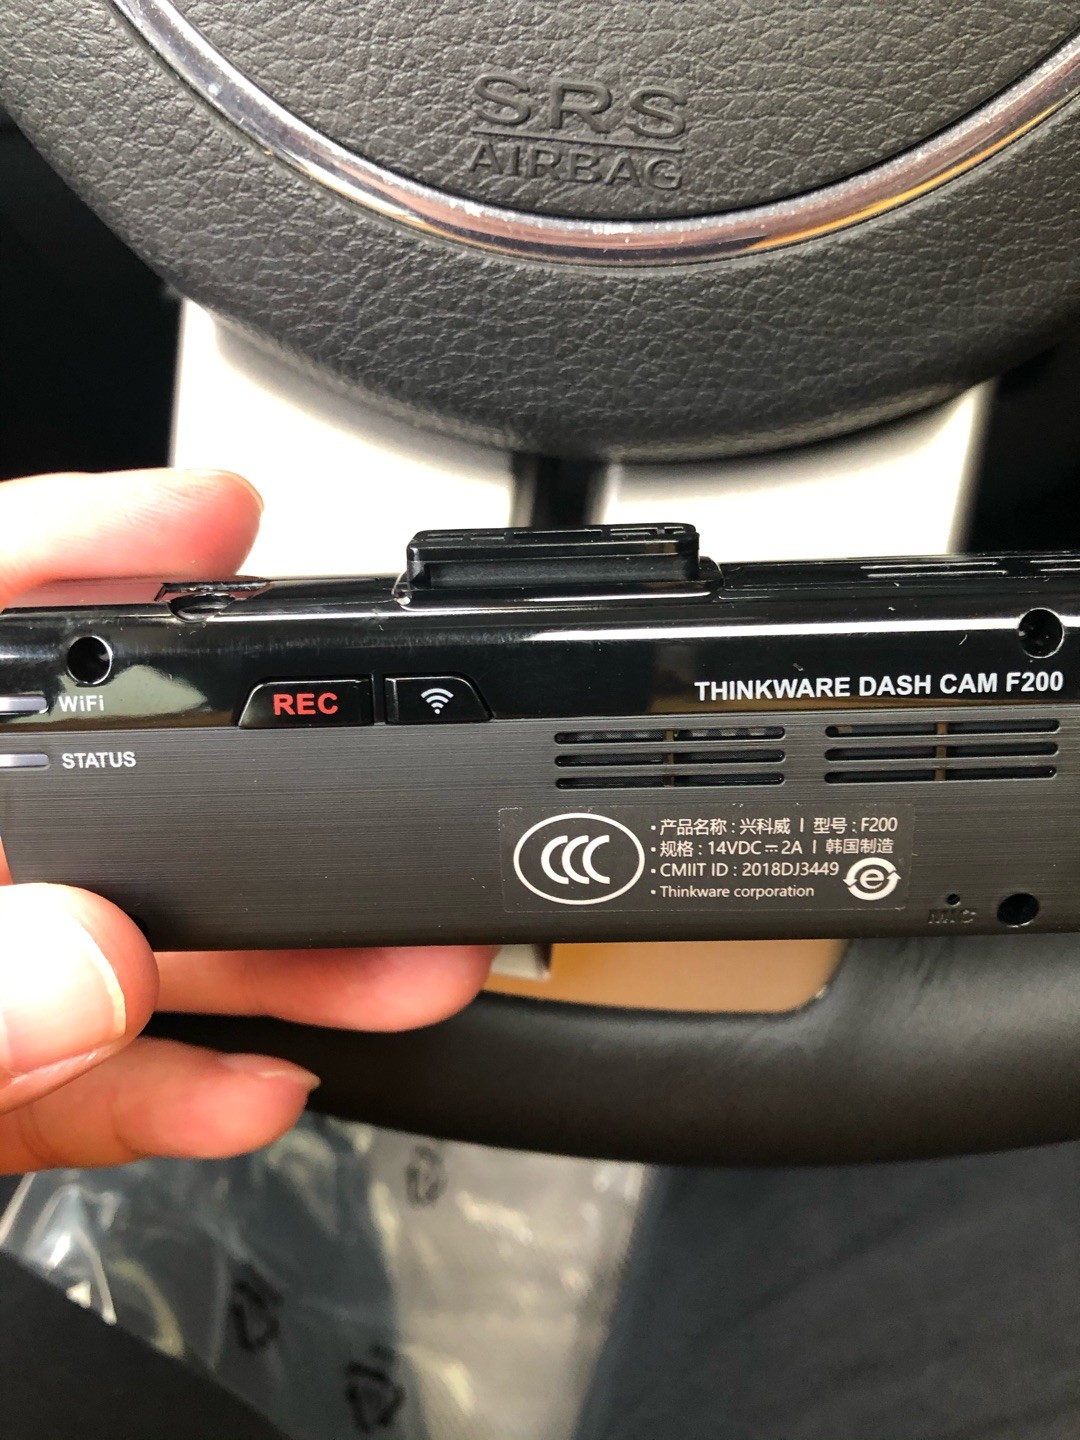 SRS
AIRBAG
WiFi
REC
THINKWARE DASH CAM F200
STATUS
CCC
• 产品名称 : 兴科威 | 型号 : F200
• 规格 : 14VDC⎓2A | 韩国制造
• CMIIT ID : 2018DJ3449
e
• Thinkware corporation
MIC